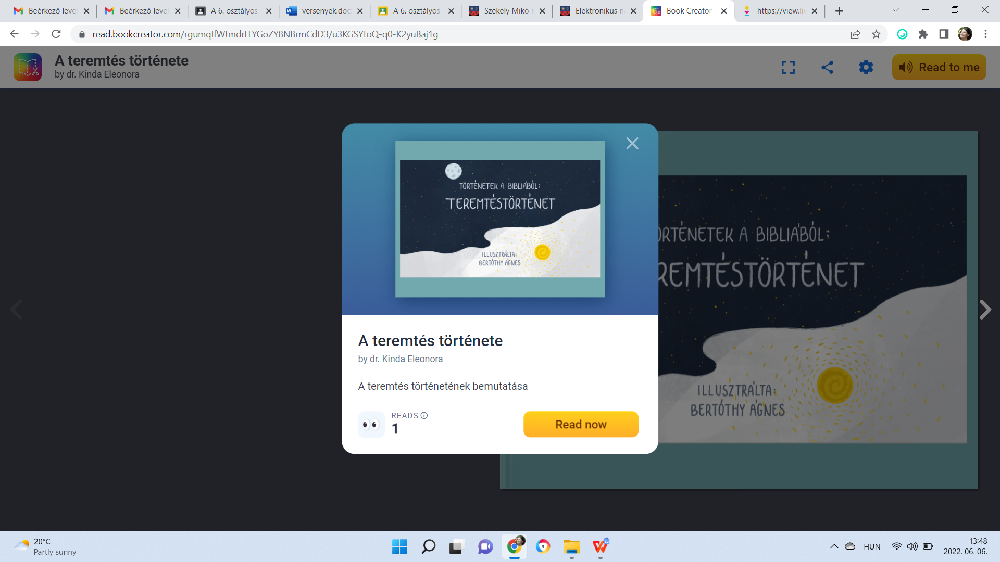 Beérkező level
Beérkező level
A 6. osztályos
versenyek.doc
A 6. osztályos
Székely Mikó
Elektronikus n
Book Creator
https://view.liv
read.bookcreator.com/rgumqIfWtmdrITYGoZY8NBrmCdD3/u3KGSYtoQ-q0-K2yuBaj1g
A teremtés története
by dr. Kinda Eleonora
Read to me
TÖRTÉNETEK A BIBLIÁBÓL:
TEREMTÉSTÖRTÉNET
ILLUSZTRÁLTA:
BERTÓTHY ÁGNES
ÖRTÉNETEK A BIBLIÁBÓL:
REMTÉSTÖRTÉNET
ILLUSZTRÁLTA:
BERTÓTHY ÁGNES
A teremtés története
by dr. Kinda Eleonora
A teremtés történetének bemutatása
READS
1
Read now
20°C
Partly sunny
HUN
13:48
2022. 06. 06.